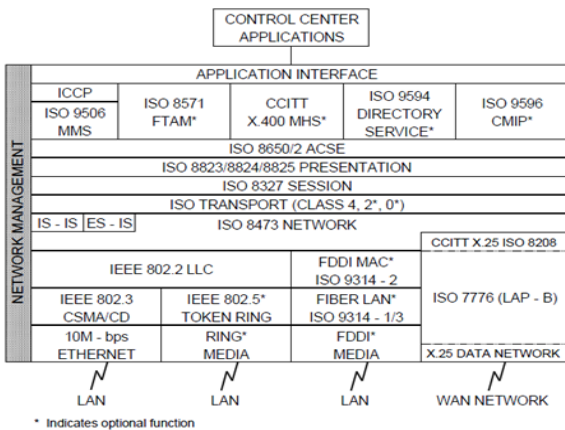 CONTROL CENTER
APPLICATIONS
NETWORK MANAGEMENT
APPLICATION INTERFACE
ICCP
ISO 9506
MMS
ISO 8571
FTAM*
CCITT
X.400 MHS*
ISO 9594
DIRECTORY
SERVICE*
ISO 9596
CMIP*
ISO 8650/2 ACSE
ISO 8823/8824/8825 PRESENTATION
ISO 8327 SESSION
ISO TRANSPORT (CLASS 4, 2*, 0*)
IS - IS
ES - IS
ISO 8473 NETWORK
CCITT X.25 ISO 8208
IEEE 802.2 LLC
FDDI MAC*
ISO 9314 - 2
IEEE 802.3
CSMA/CD
IEEE 802.5*
TOKEN RING
FIBER LAN*
ISO 9314 - 1/3
ISO 7776 (LAP - B)
10M - bps
ETHERNET
RING*
MEDIA
FDDI*
MEDIA
X.25 DATA NETWORK
LAN
LAN
LAN
WAN NETWORK
* Indicates optional function